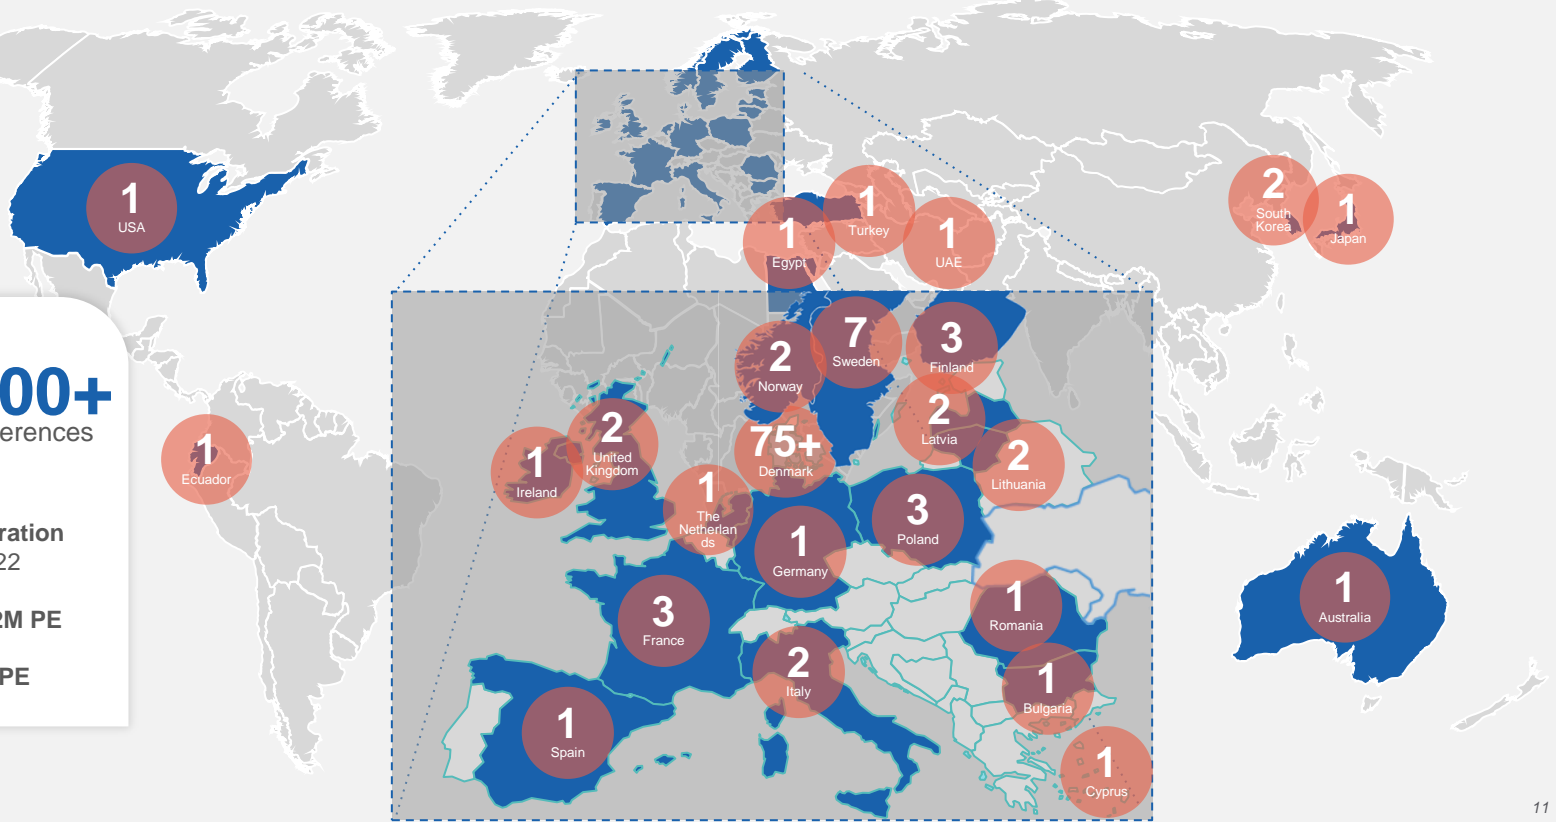 1
USA
1
Ecuador
00+
erences
ration
22
2M PE
PE
1
Egypt
1
Turkey
1
UAE
2
South
Korea
1
Japan
2
Norway
7
Sweden
3
Finland
1
Ireland
2
United
Kingdom
75+
Denmark
2
Latvia
2
Lithuania
1
The
Netherlan
ds
1
Germany
3
Poland
3
France
1
Romania
2
Italy
1
Bulgaria
1
Spain
1
Cyprus
1
Australia
11